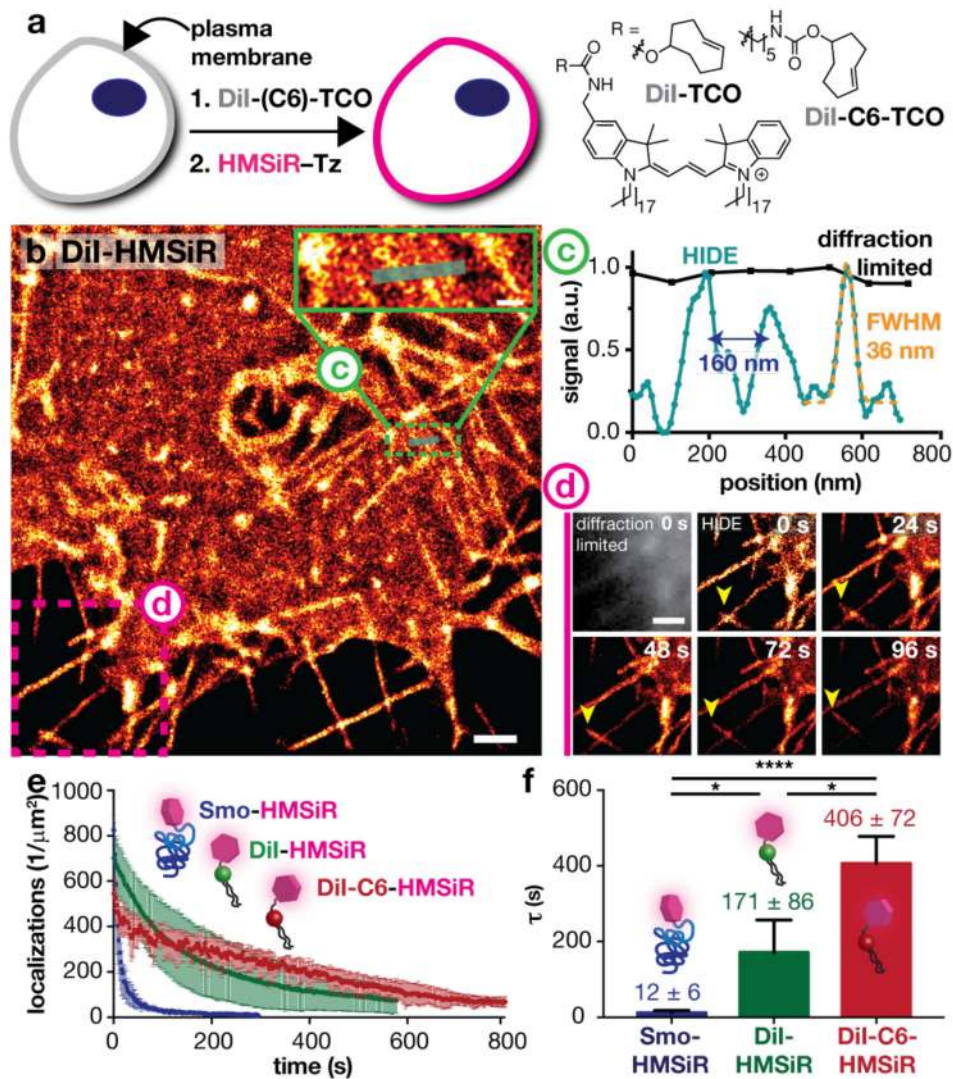 a
plasma
membrane
1. DiI-(C6)-TCO
2. HMSiR–Tz
R =
O
R
O
NH
DiI-TCO
H
N
O
O
5
DiI-C6-TCO
N
N
+
17
17
b DiI-HMSiR
c
d
c
HIDE
diffraction
limited
FWHM
36 nm
160 nm
signal (a.u.)
1.0
0.5
0.0
0 200 400 600 800
position (nm)
d
diffraction 0 s
limited
HIDE 0 s
24 s
48 s
72 s
96 s
e
localizations (1/μm²)
1000
800
600
400
200
0
0 200 400 600 800
time (s)
Smo-HMSiR
DiI-HMSiR
DiI-C6-HMSiR
f
τ (s)
600
400
200
0
****
* *
12 ± 6
171 ± 86
406 ± 72
Smo-
HMSiR
DiI-
HMSiR
DiI-C6-
HMSiR